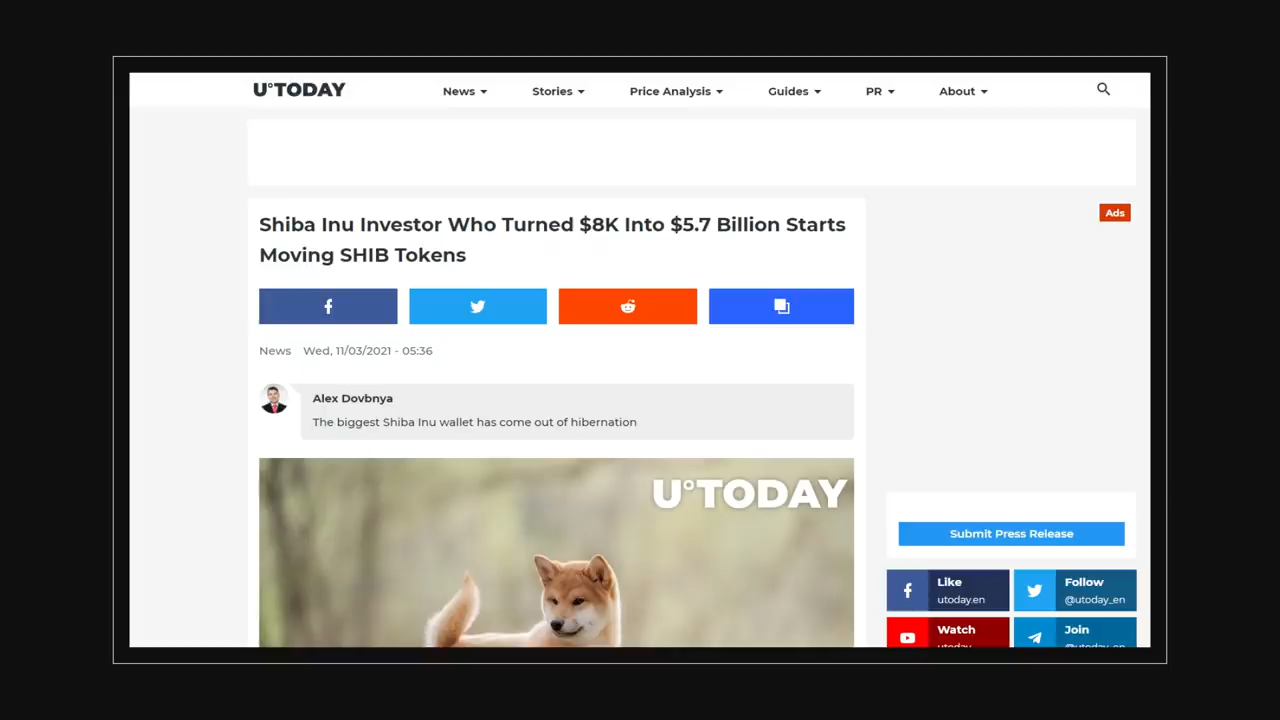 U°TODAY
News
Stories
Price Analysis
Guides
PR
About
Shiba Inu Investor Who Turned $8K Into $5.7 Billion Starts
Moving SHIB Tokens
Ads
News Wed, 11/03/2021 - 05:36
Alex Dovbnya
The biggest Shiba Inu wallet has come out of hibernation
U°TODAY
Submit Press Release
Like
utoday.en
Follow
@utoday_en
Watch
utoday
Join
@utoday_en